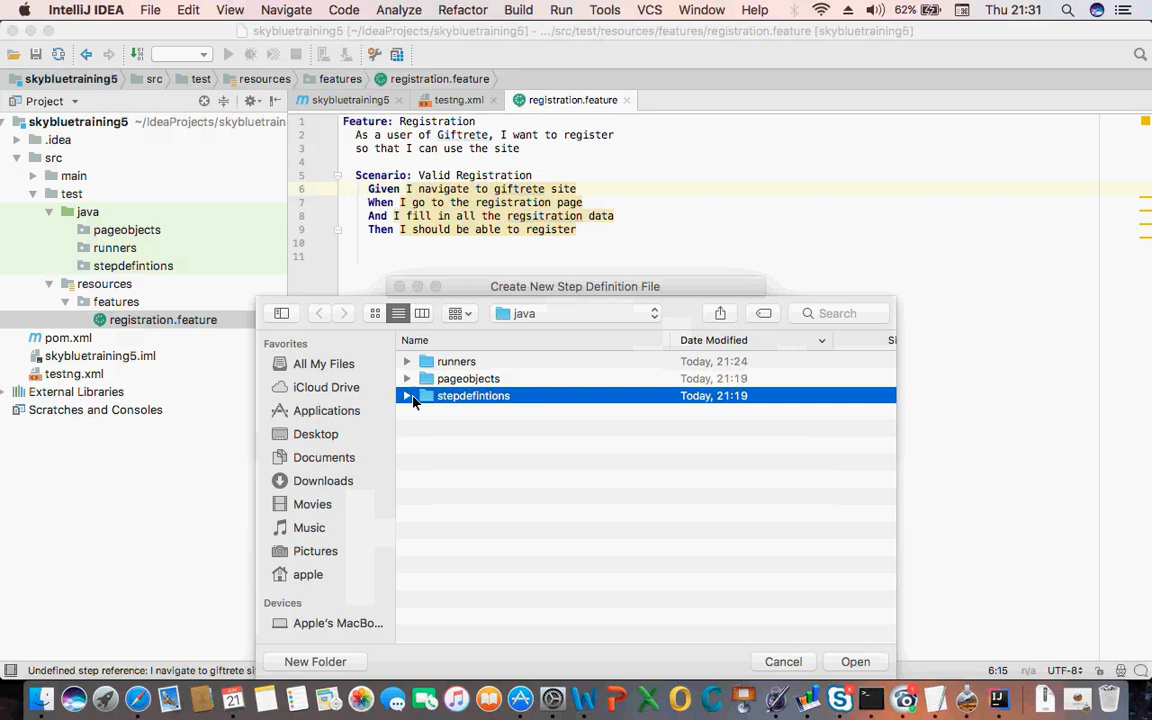 IntelliJ IDEA File Edit View Navigate Code Analyze Refactor Build Run Tools VCS Window Help 62% Thu 21:31
skybluetraining5 [~/IdeaProjects/skybluetraining5] - .../src/test/resources/features/registration.feature [skybluetraining5]
skybluetraining5 src test resources features registration.feature
Project skybluetraining5 testng.xml registration.feature
skybluetraining5 ~/IdeaProjects/skybluetrain
.idea
src
main
test
java
pageobjects
runners
stepdefintions
resources
features
registration.feature
pom.xml
skybluetraining5.iml
testng.xml
External Libraries
Scratches and Consoles
1 Feature: Registration
2 As a user of Giftrete, I want to register
3 so that I can use the site
4
5 Scenario: Valid Registration
6 Given I navigate to giftrete site
7 When I go to the registration page
8 And I fill in all the regsitration data
9 Then I should be able to register
10
11
Create New Step Definition File
java Search
Favorites
All My Files
iCloud Drive
Applications
Desktop
Documents
Downloads
Movies
Music
Pictures
apple
Devices
Apple's MacBo...
Name Date Modified Si
runners Today, 21:24
pageobjects Today, 21:19
stepdefintions Today, 21:19
New Folder Cancel Open
Undefined step reference: I navigate to giftrete si 6:15 n/a UTF-8